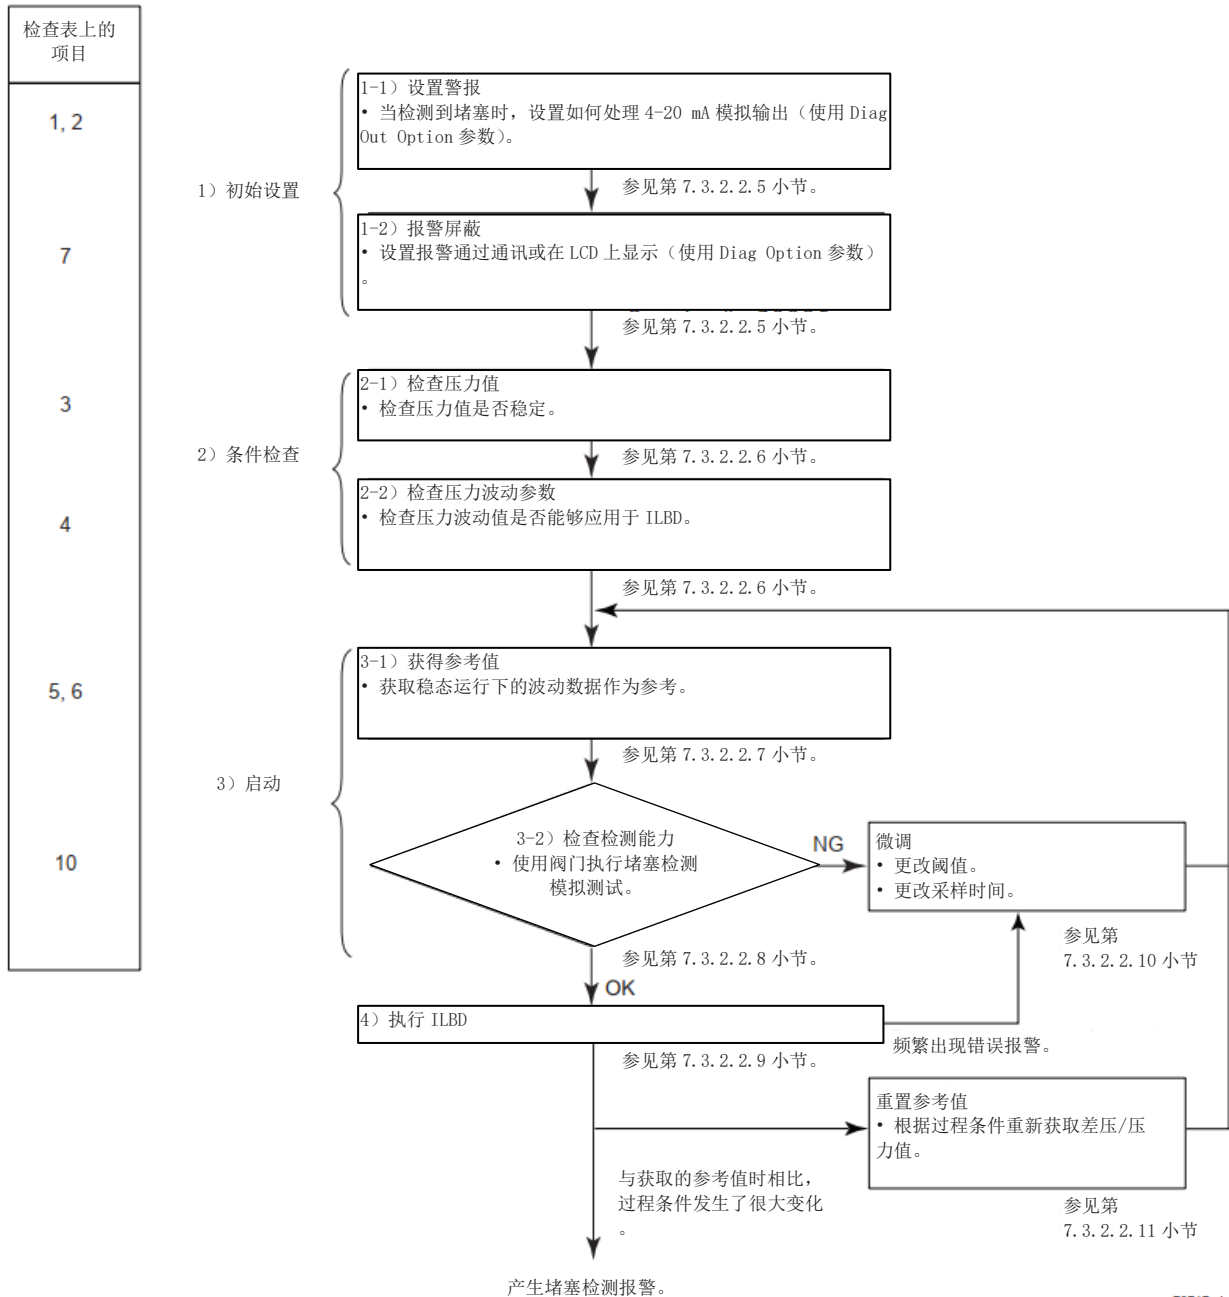 检查表上的
项目
1, 2
7
3
4
5, 6
10
1）初始设置
1-1）设置警报
• 当检测到堵塞时，设置如何处理 4-20 mA 模拟输出（使用 Diag
Out Option 参数）。
参见第 7.3.2.2.5 小节。
1-2）报警屏蔽
• 设置报警通过通讯或在 LCD 上显示（使用 Diag Option 参数）
。
参见第 7.3.2.2.5 小节。
2）条件检查
2-1）检查压力值
• 检查压力值是否稳定。
参见第 7.3.2.2.6 小节。
2-2）检查压力波动参数
• 检查压力波动值是否能够应用于 ILBD。
参见第 7.3.2.2.6 小节。
3）启动
3-1）获得参考值
• 获取稳态运行下的波动数据作为参考。
参见第 7.3.2.2.7 小节。
3-2）检查检测能力
• 使用阀门执行堵塞检测
模拟测试。
NG
微调
• 更改阈值。
• 更改采样时间。
参见第
7.3.2.2.10 小节
参见第 7.3.2.2.8 小节。
OK
4）执行 ILBD
频繁出现错误报警。
参见第 7.3.2.2.9 小节。
重置参考值
• 根据过程条件重新获取差压/压
力值。
参见第
7.3.2.2.11 小节
与获取的参考值时相比，
过程条件发生了很大变化
。
产生堵塞检测报警。